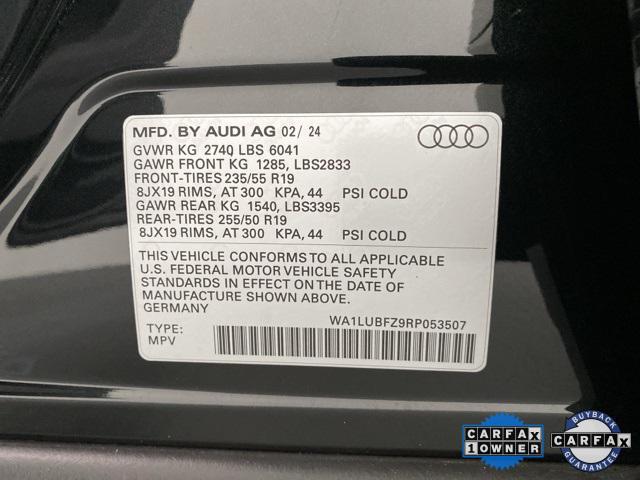 MFD. BY AUDI AG 02/ 24
GVWR KG 2740 LBS 6041
GAWR FRONT KG 1285, LBS2833
FRONT-TIRES 235/55 R19
8JX19 RIMS, AT 300 KPA, 44 PSI COLD
GAWR REAR KG 1540, LBS3395
REAR-TIRES 255/50 R19
8JX19 RIMS, AT 300 KPA, 44 PSI COLD
THIS VEHICLE CONFORMS TO ALL APPLICABLE
U.S. FEDERAL MOTOR VEHICLE SAFETY
STANDARDS IN EFFECT ON THE DATE OF
MANUFACTURE SHOWN ABOVE.
GERMANY
WA1LUBFZ9RP053507
TYPE:
MPV
CARFAX
1OWNER
BUYBACK
CARFAX
GUARANTEE